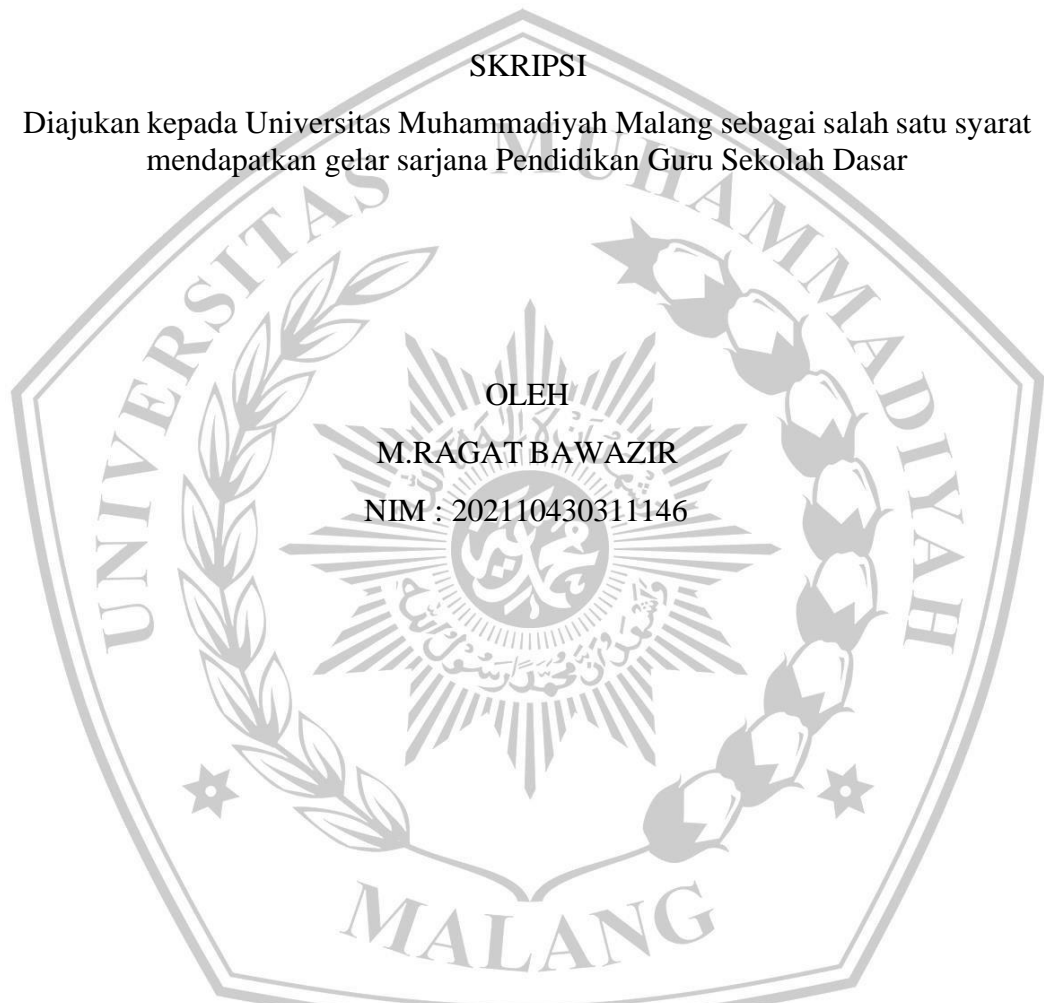 SKRIPSI
Diajukan kepada Universitas Muhammadiyah Malang sebagai salah satu syarat
mendapatkan gelar sarjana Pendidikan Guru Sekolah Dasar
UNIVERSITAS MUHAMMADIYAH
OLEH
M.RAGAT BAWAZIR
NIM : 202110430311146
MALANG